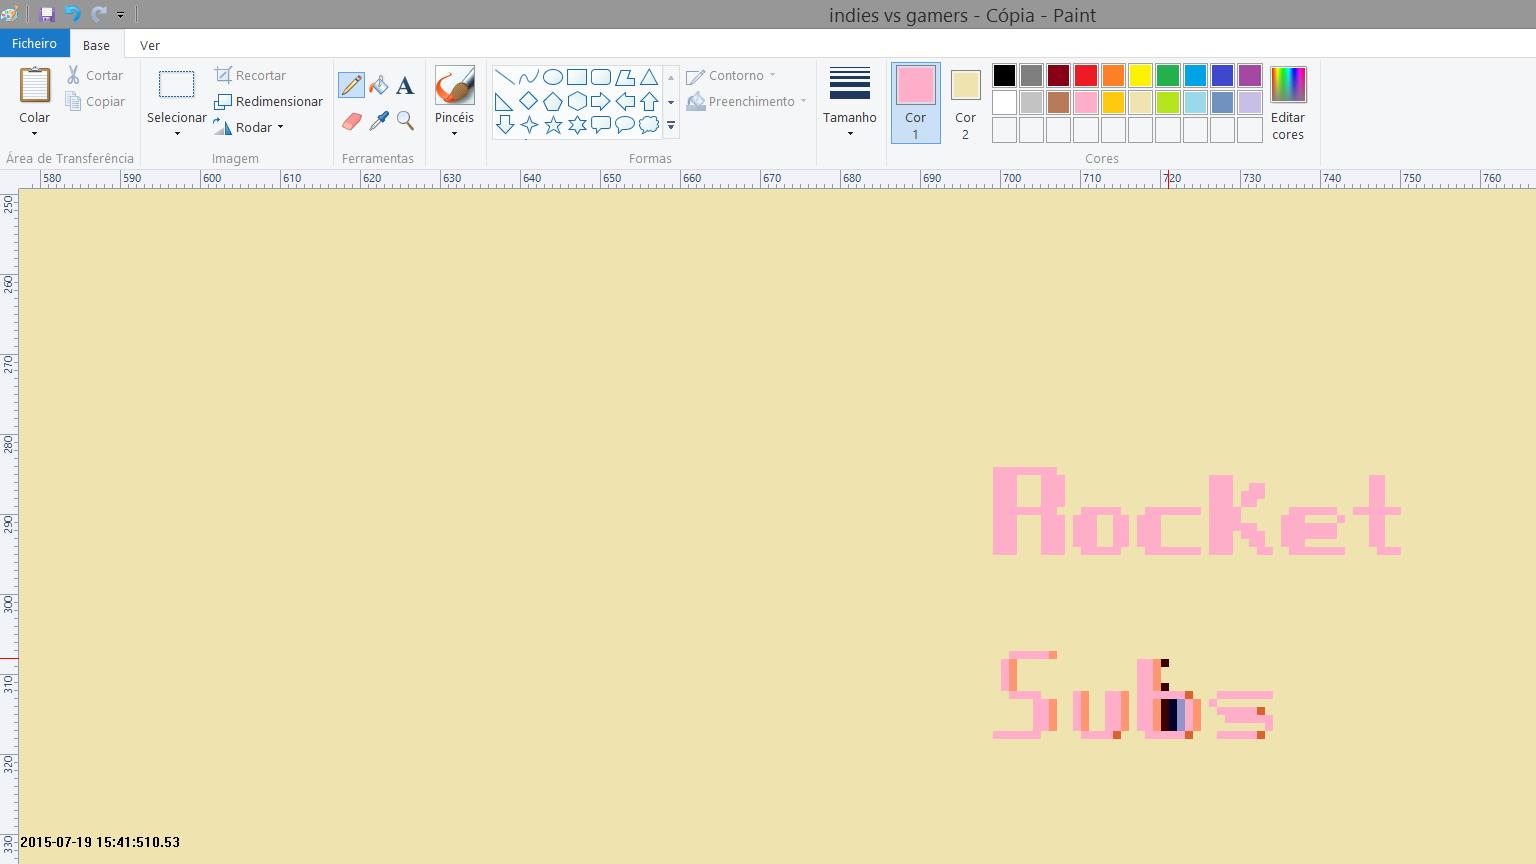 indies vs gamers - Cópia - Paint
Ficheiro Base Ver
Colar
Cortar
Copiar
Área de Transferência
Selecionar
Recortar
Redimensionar
Rodar
Imagem
A
Ferramentas
Pincéis
Contorno
Preenchimento
Formas
Tamanho
Cor
1
Cor
2
Editar
cores
Cores
580 590 600 610 620 630 640 650 660 670 680 690 700 710 720 730 740 750 760
250
260
270
280
290
300
310
320
330
Rocket
Subs
2015-07-19 15:41:510.53